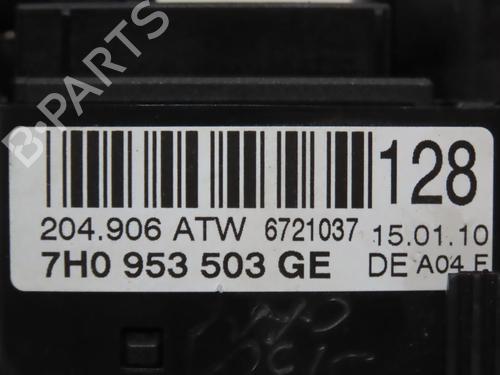 B-PARTS
128
204.906 ATW 6721037 15.01.10
7H0 953 503 GE DE A04